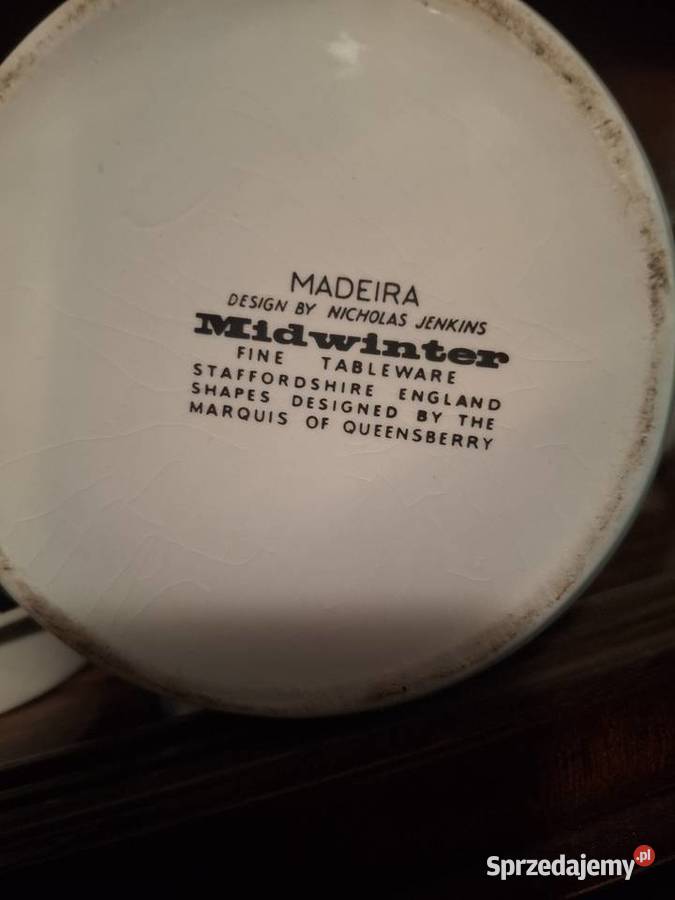 MADEIRA
DESIGN BY NICHOLAS JENKINS
Midwinter
FINE TABLEWARE
STAFFORDSHIRE ENGLAND
SHAPES DESIGNED BY THE
MARQUIS OF QUEENSBERRY
Sprzedajemy.pl